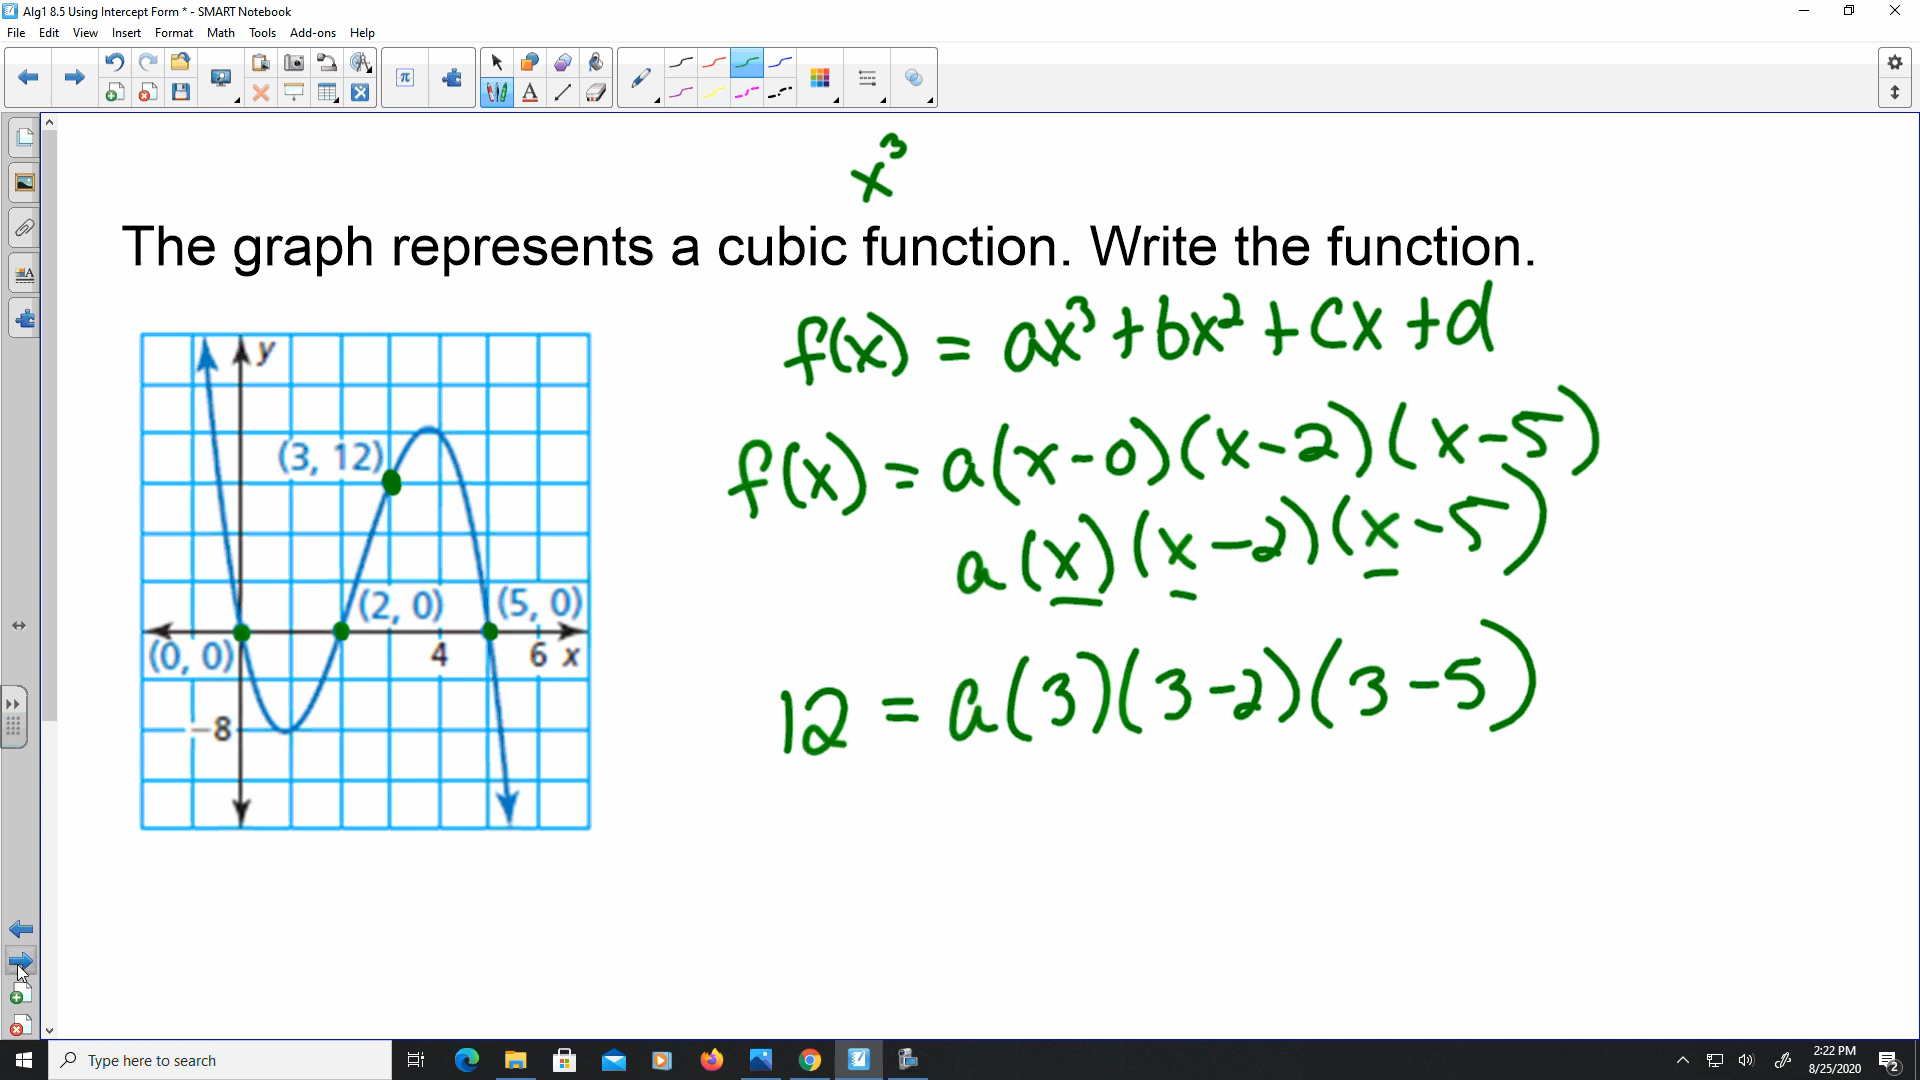 Alg1 8.5 Using Intercept Form * - SMART Notebook
File Edit View Insert Format Math Tools Add-ons Help
x³
The graph represents a cubic function. Write the function.
f(x) = ax³ + bx² + cx + d
y
f(x) = a(x-0)(x-2)(x-5)
(3, 12)
a(x)(x-2)(x-5)
(2, 0) (5, 0)
(0, 0) 4 6 x
12 = a(3)(3-2)(3-5)
-8
Type here to search
2:22 PM
8/25/2020
2